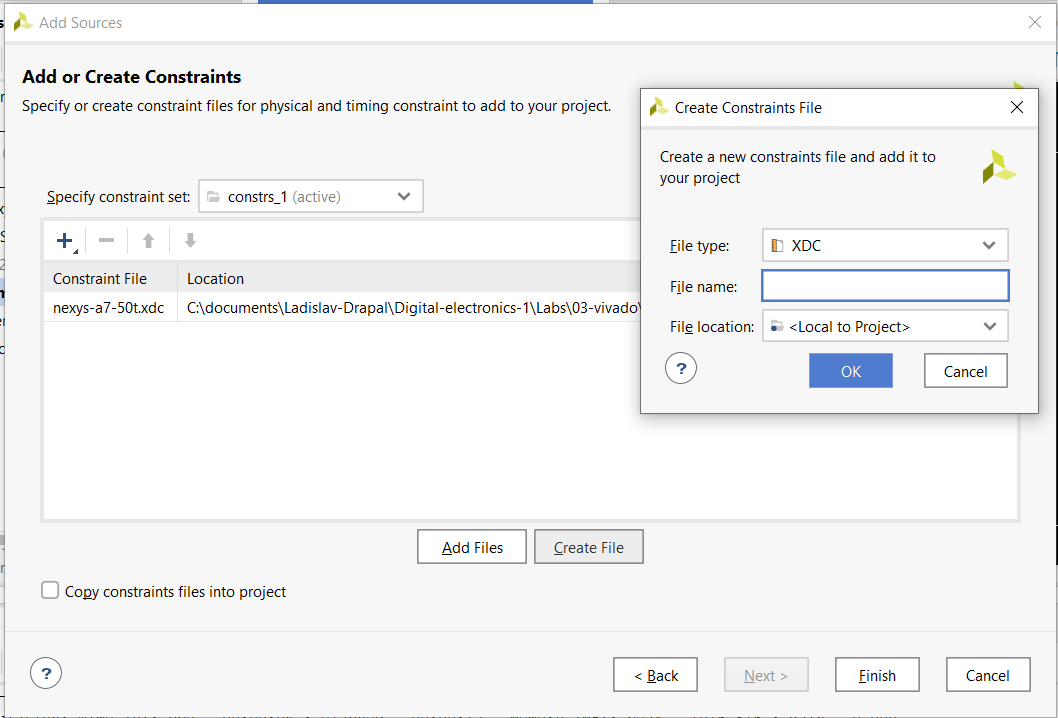 Add Sources
Add or Create Constraints
Specify or create constraint files for physical and timing constraint to add to your project.
Specify constraint set: constrs_1 (active)
Constraint File Location
nexys-a7-50t.xdc C:\documents\Ladislav-Drapal\Digital-electronics-1\Labs\03-vivado\
Create Constraints File
Create a new constraints file and add it to
your project
File type: XDC
File name:
File location: <Local to Project>
? OK Cancel
Add Files Create File
Copy constraints files into project
? < Back Next > Finish Cancel